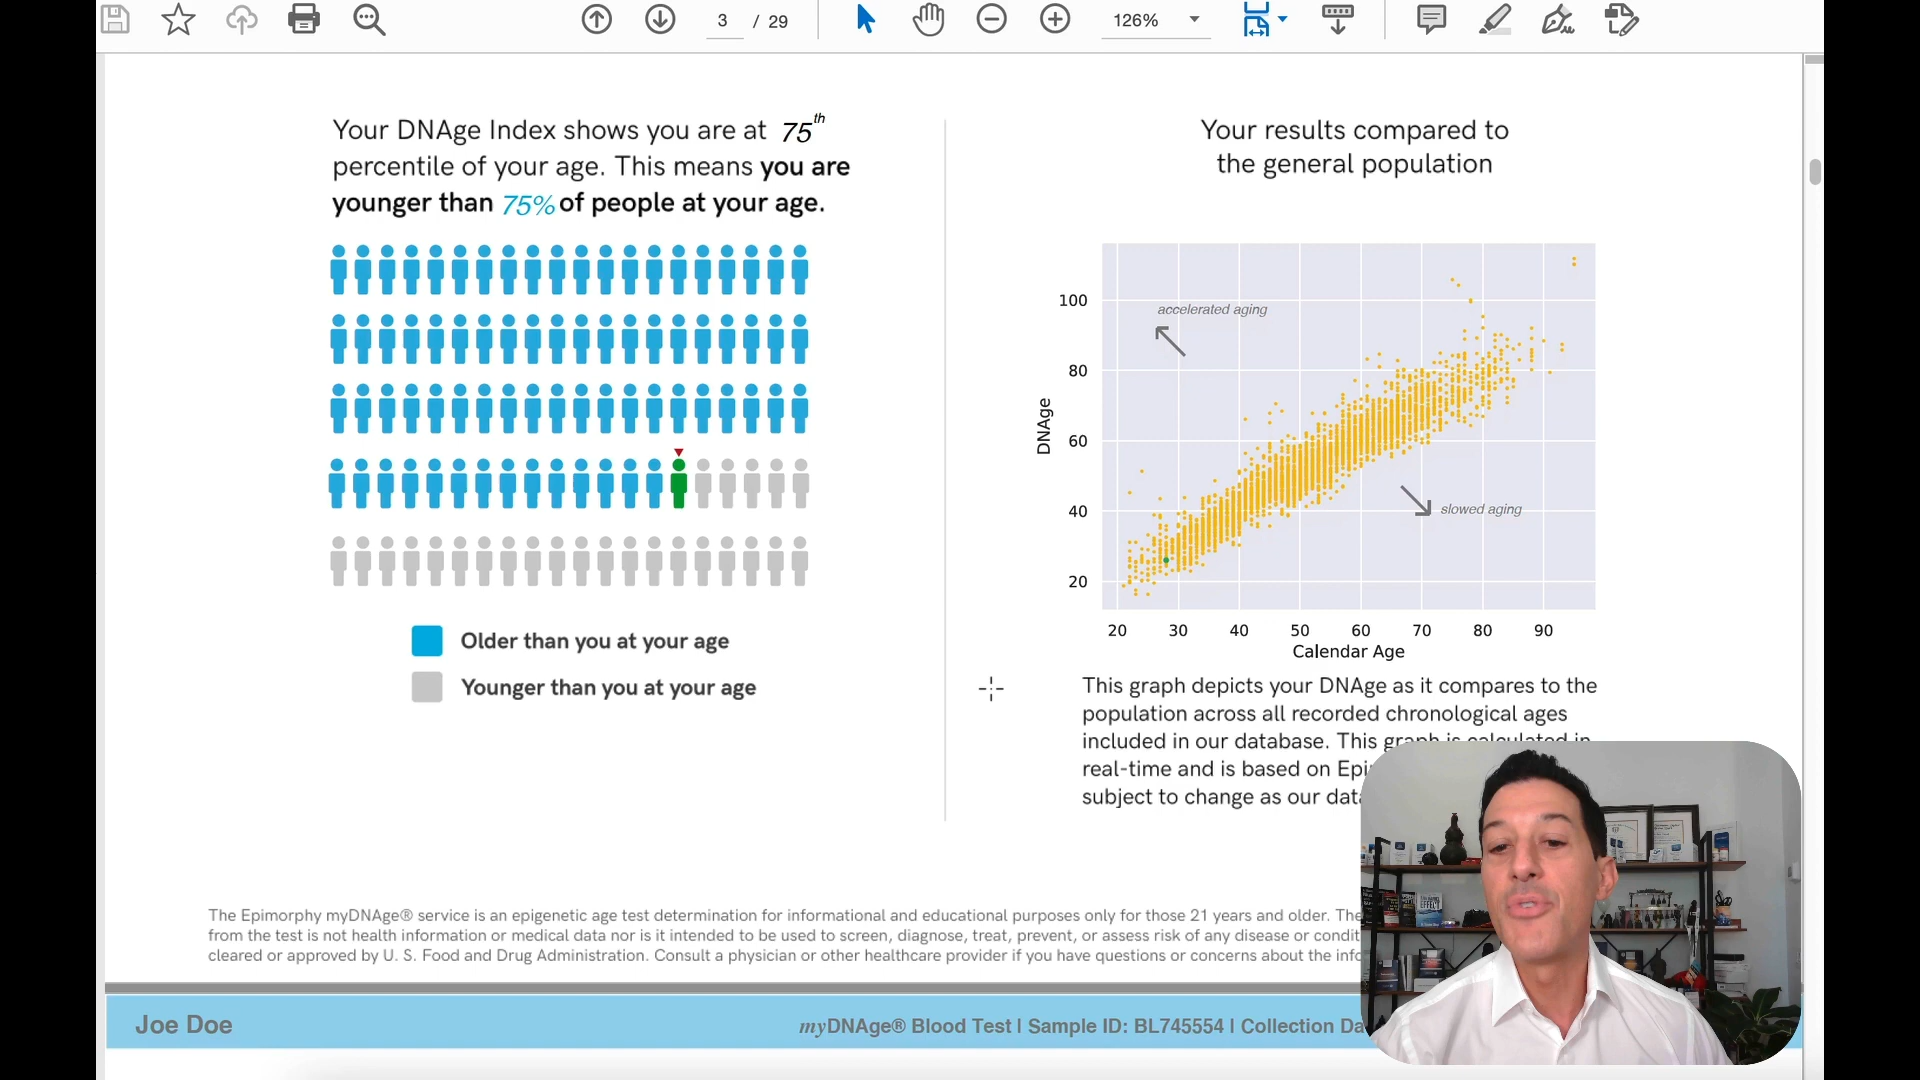 3 / 29
126%
Your DNAge Index shows you are at 75th
percentile of your age. This means you are
younger than 75% of people at your age.
Older than you at your age
Younger than you at your age
Your results compared to
the general population
accelerated aging
slowed aging
DNAge
100
80
60
40
20
20 30 40 50 60 70 80 90
Calendar Age
This graph depicts your DNAge as it compares to the
population across all recorded chronological ages
included in our database. This graph is calculated in
real-time and is based on
subject to change as our
The Epimorphy myDNAge® service is an epigenetic age test determination for informational and educational purposes only for those 21 years and older. The
from the test is not health information or medical data nor is it intended to be used to screen, diagnose, treat, prevent, or assess risk of any disease or
cleared or approved by U. S. Food and Drug Administration. Consult a physician or other healthcare provider if you have questions or concerns about the
Joe Doe
myDNAge® Blood Test | Sample ID: BL745554 | Collection